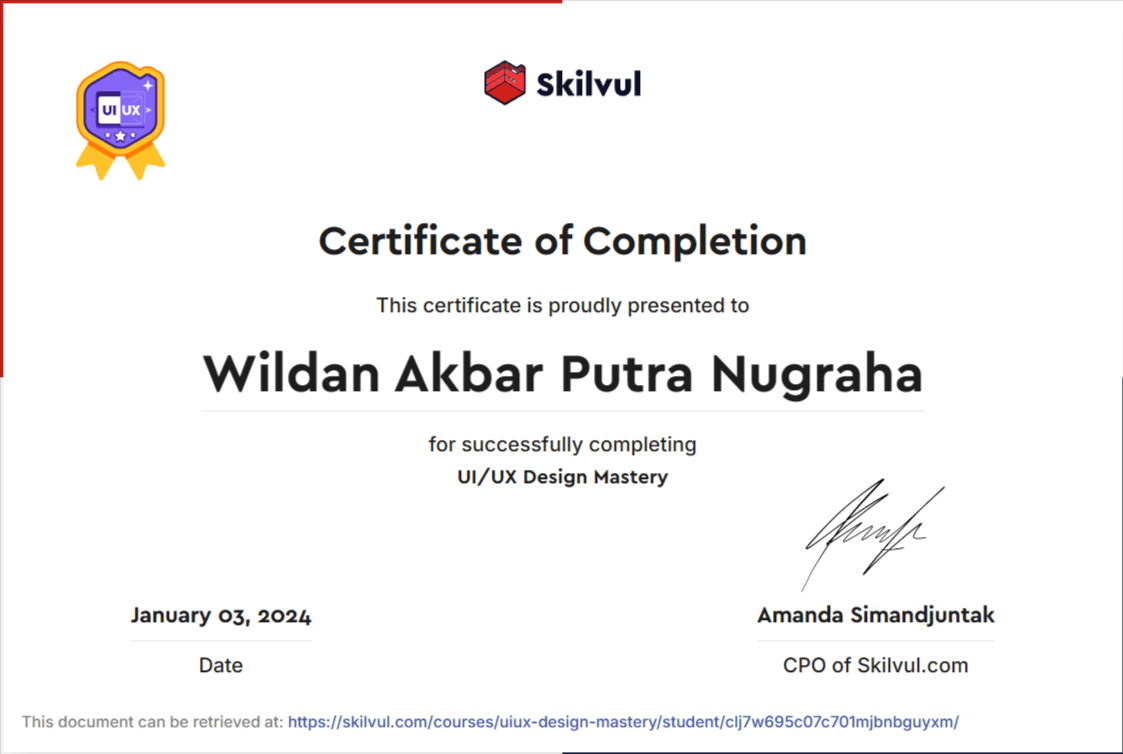 UI UX
Skilvul
Certificate of Completion
This certificate is proudly presented to
Wildan Akbar Putra Nugraha
for successfully completing
UI/UX Design Mastery
January 03, 2024
Date
Amanda Simandjuntak
CPO of Skilvul.com
This document can be retrieved at: https://skilvul.com/courses/uiux-design-mastery/student/clj7w695c07c701mjbnbguyxm/